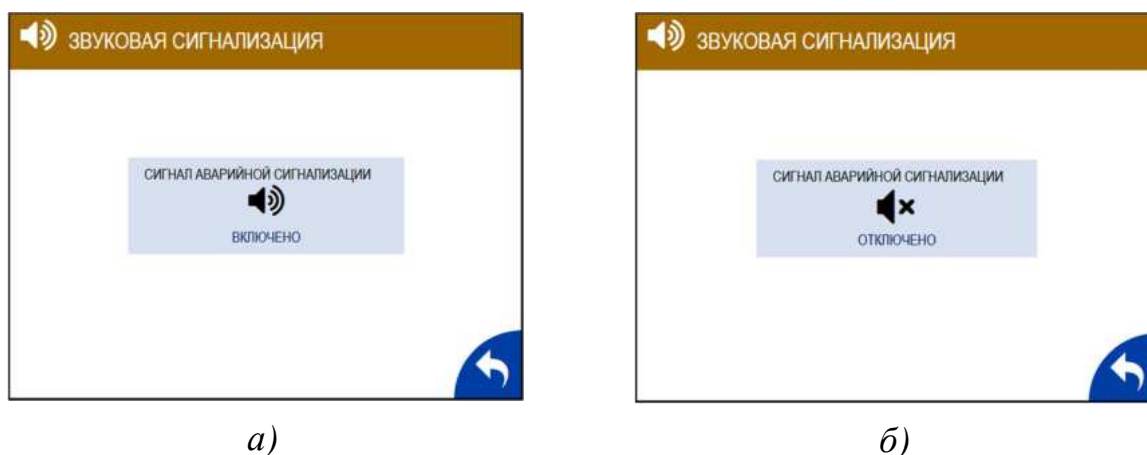 ЗВУКОВАЯ СИГНАЛИЗАЦИЯ
СИГНАЛ АВАРИЙНОЙ СИГНАЛИЗАЦИИ
ВКЛЮЧЕНО
а)
ЗВУКОВАЯ СИГНАЛИЗАЦИЯ
СИГНАЛ АВАРИЙНОЙ СИГНАЛИЗАЦИИ
ОТКЛЮЧЕНО
б)